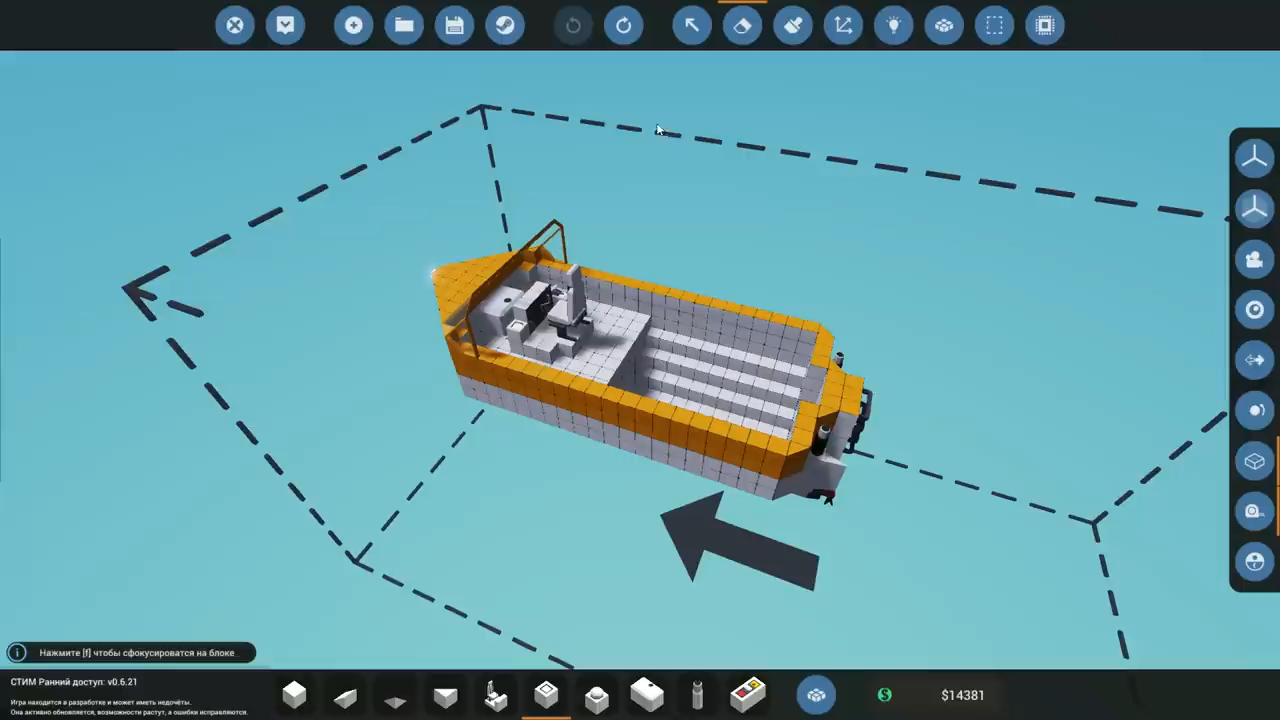 Нажмите [f] чтобы сфокусироватся на блоке
СТИМ Ранний доступ: v0.6.21
Игра находится в разработке и может иметь недочёты.
Она активно обновляется, возможности растут, а ошибки исправляются.
$14381